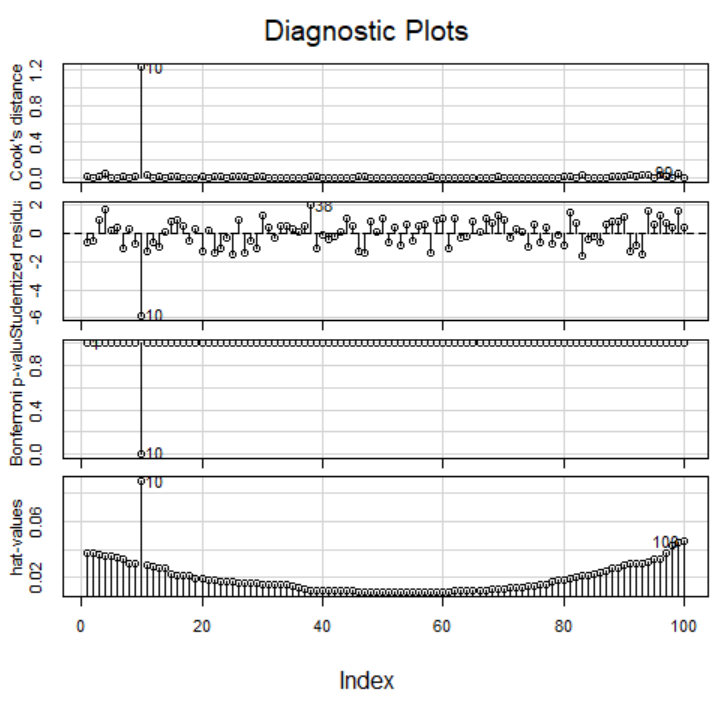 Diagnostic Plots
Cook's distance
0.0 0.4 0.8 1.2
10
99
Studentized residu
-6 -4 -2 0 2
38
10
Bonferroni p-valu
0.0 0.4 0.8
10
hat-values
0.02 0.06
10
100
0 20 40 60 80 100
Index